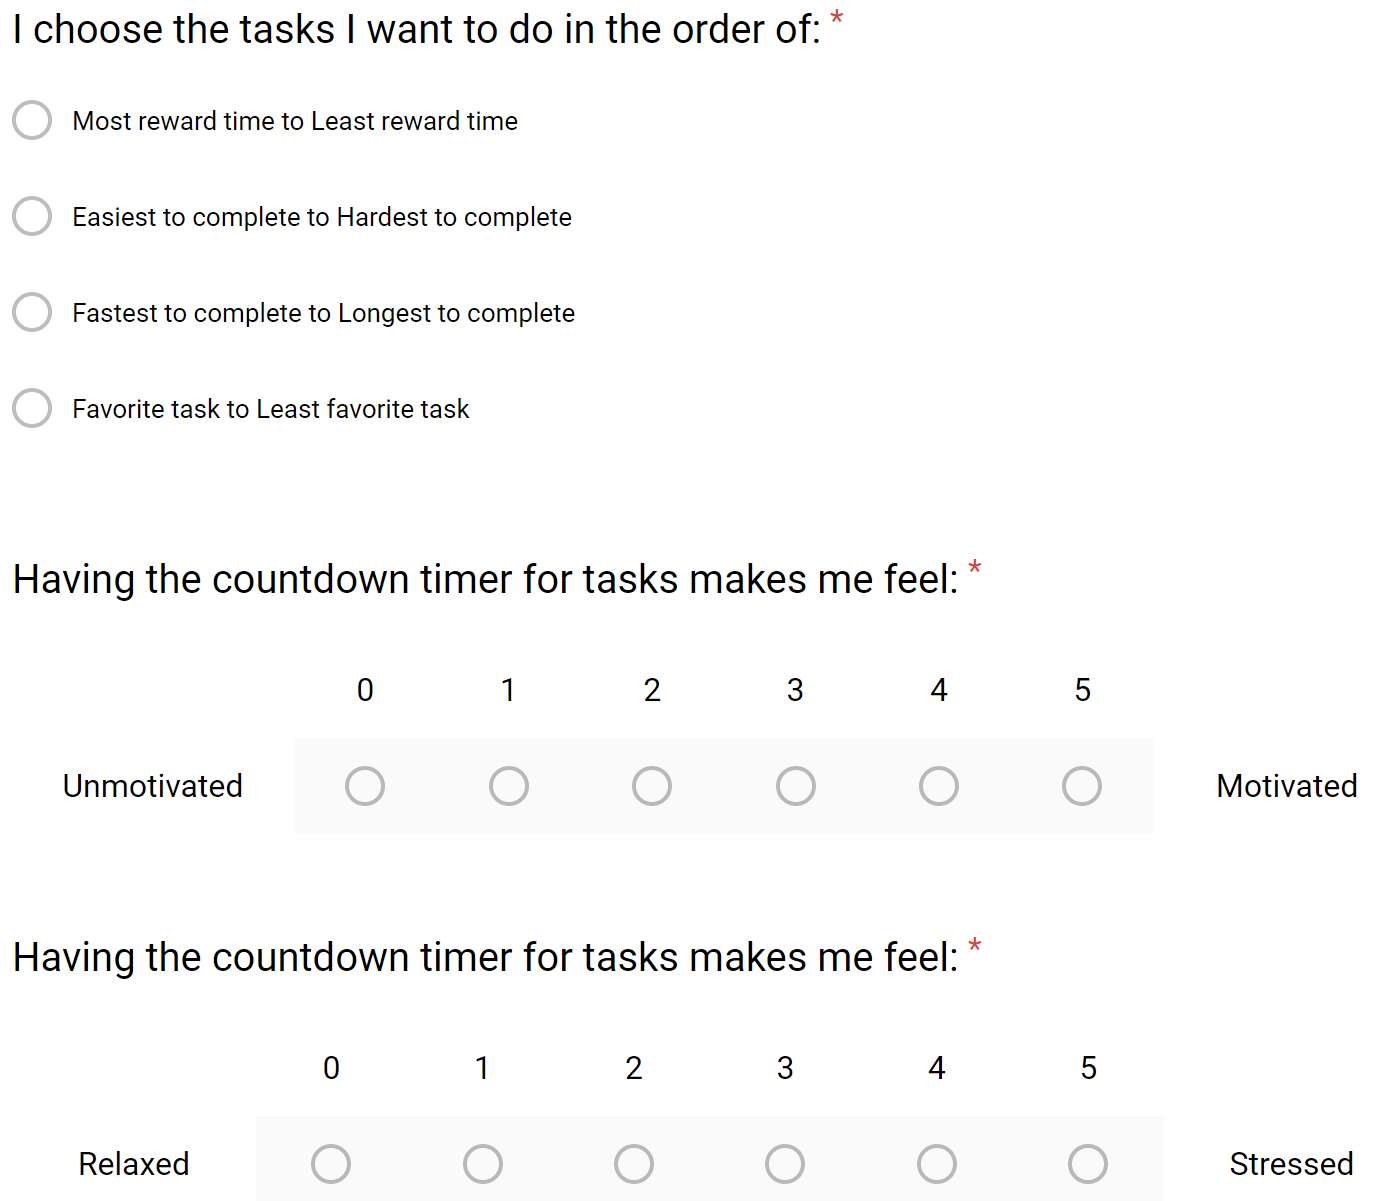 I choose the tasks I want to do in the order of: *
Most reward time to Least reward time
Easiest to complete to Hardest to complete
Fastest to complete to Longest to complete
Favorite task to Least favorite task
Having the countdown timer for tasks makes me feel: *
0 1 2 3 4 5
Unmotivated Motivated
Having the countdown timer for tasks makes me feel: *
0 1 2 3 4 5
Relaxed Stressed